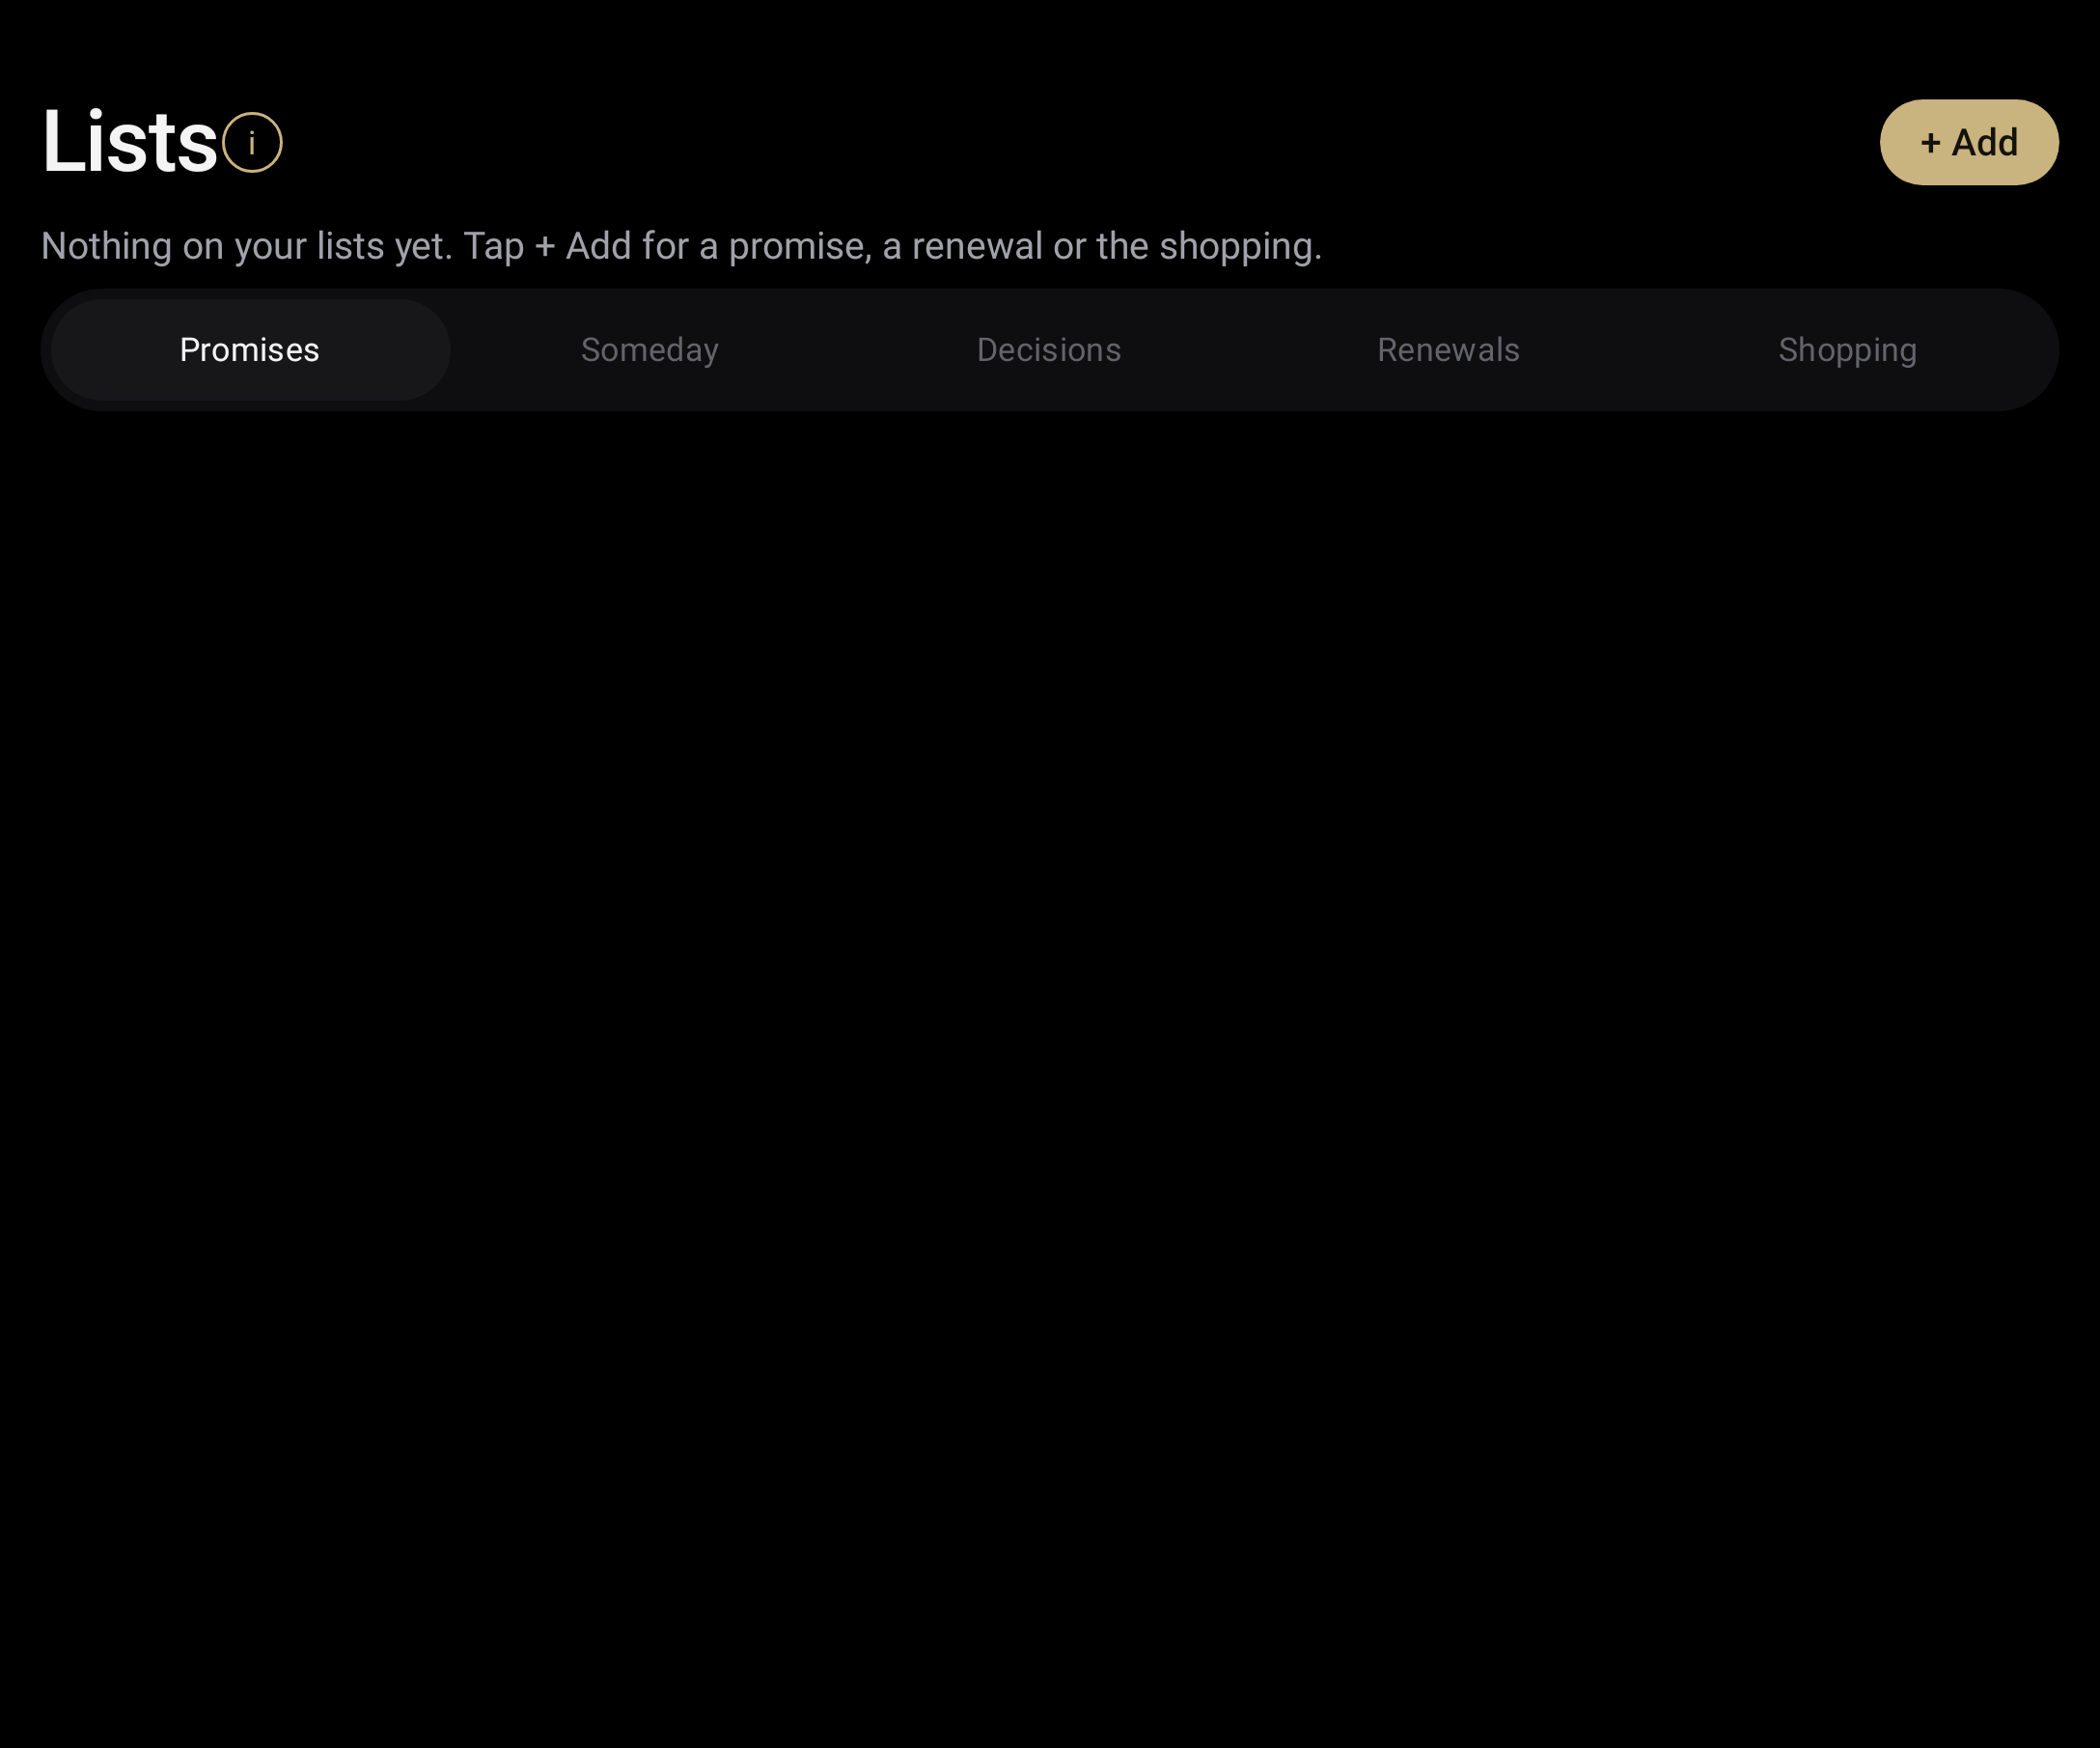 Lists i
+ Add
Nothing on your lists yet. Tap + Add for a promise, a renewal or the shopping.
Promises Someday Decisions Renewals Shopping